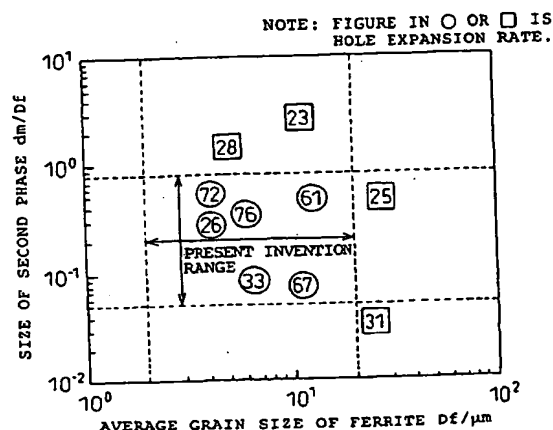 NOTE: FIGURE IN ○ OR □ IS
HOLE EXPANSION RATE.
SIZE OF SECOND PHASE dm/Df
10¹
10⁰
10⁻¹
10⁻²
23
28
72
61
25
26
76
PRESENT INVENTION
RANGE
33
67
31
10⁰
10¹
10²
AVERAGE GRAIN SIZE OF FERRITE Df/μm